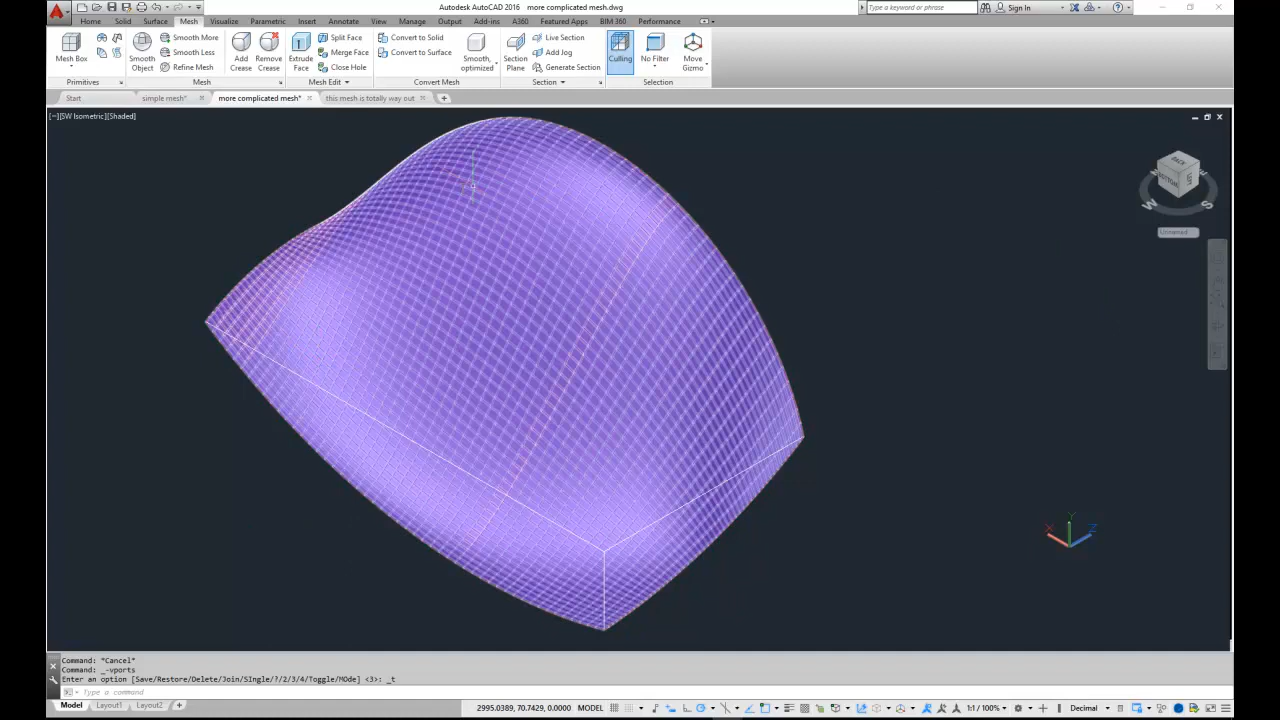 Autodesk AutoCAD 2016 more complicated mesh.dwg
Type a keyword or phrase
Sign In
Home Solid Surface Mesh Visualize Parametric Insert Annotate View Manage Output Add-ins A360 Featured Apps BIM 360 Performance
Mesh Box
Smooth Object
Smooth More
Smooth Less
Refine Mesh
Add Crease
Remove Crease
Extrude Face
Split Face
Merge Face
Close Hole
Convert to Solid
Convert to Surface
Smooth, optimized
Section Plane
Live Section
Add Jog
Generate Section
Culling
No Filter
Move Gizmo
Primitives Mesh Mesh Edit Convert Mesh Section Selection
Start simple mesh* more complicated mesh* this mesh is totally way out
[−][SW Isometric][Shaded]
BACK
W
S
Unnamed
X
Y
Z
Command: *Cancel*
Command: _-vports
Enter an option [Save/Restore/Delete/Join/SIngle/?/2/3/4/Toggle/MOde] <3>: _t
Type a command
Model Layout1 Layout2 + 2995.0389, 70.7429, 0.0000 MODEL 1:1 / 100% Decimal